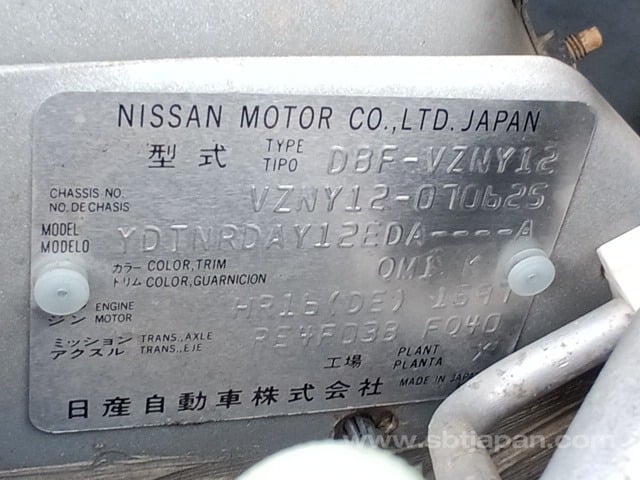 NISSAN MOTOR CO.,LTD. JAPAN
型式 TYPE TIPO DBF-VZNY12
CHASSIS NO. NO. DE CHASIS VZNY12-070625
MODEL MODELO YDTNRDAY12EDA----A
カラー COLOR,TRIM トリム COLOR, GUARNICION QM1 K
ENGINE ジン MOTOR HR16(DE) 1597
ミッション TRANS.,AXLE アクスル TRANS.,EJE RE4F03B FQ40
工場 PLANT PLANTA
日産自動車株式会社 MADE IN JAPAN
www.sbtjapan.com